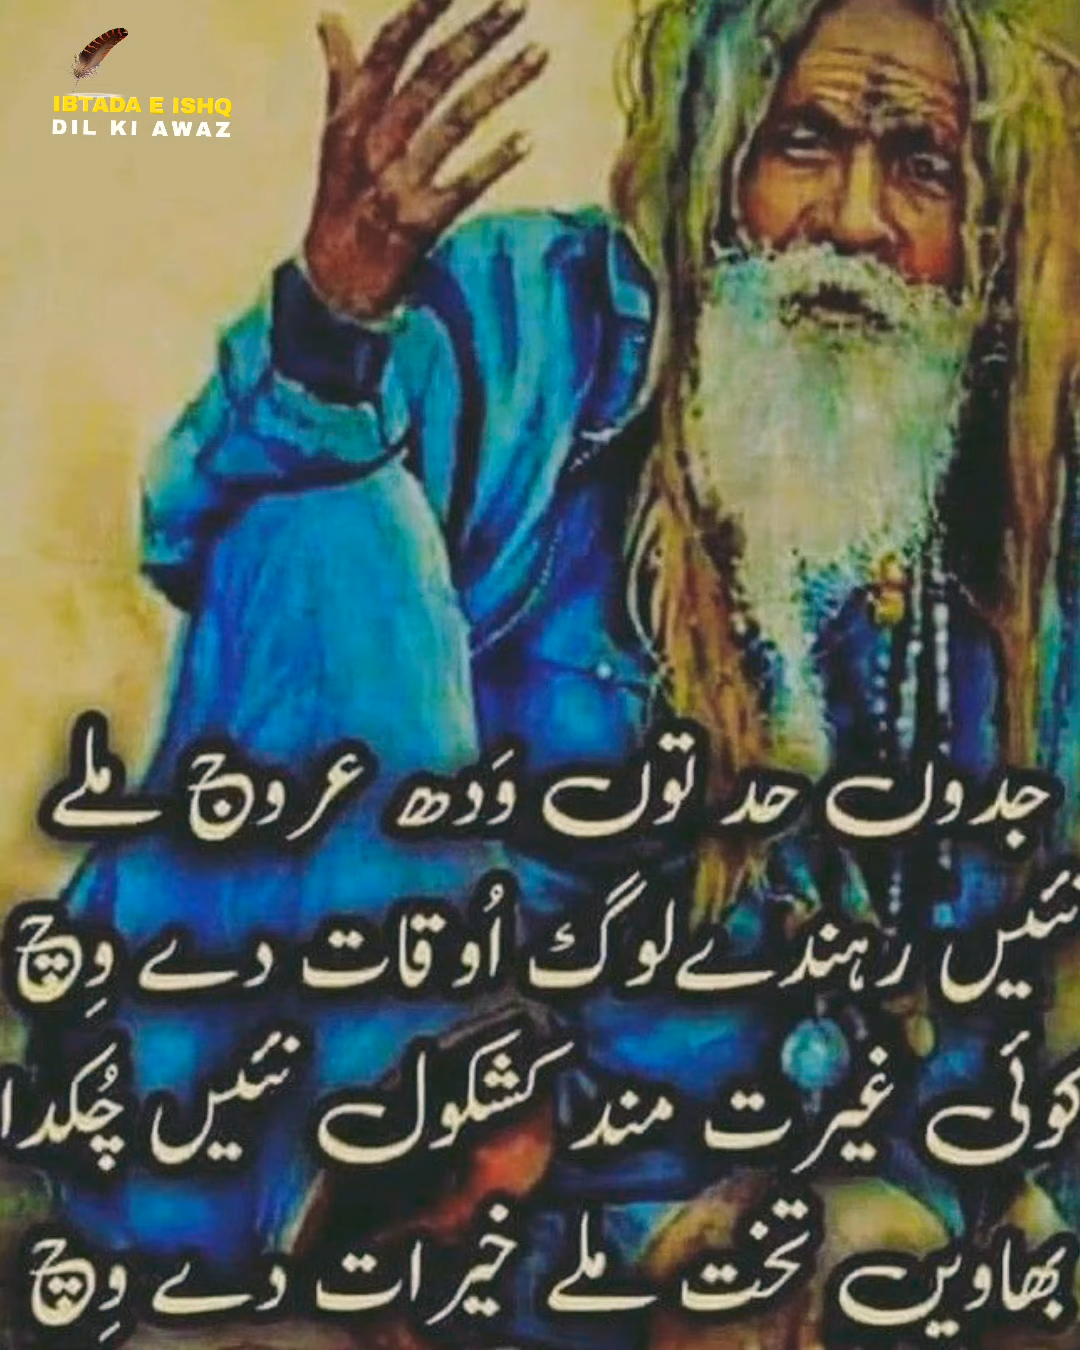 IBTADA E ISHQ
DIL KI AWAZ
جدوں حد توں وَدھ عروج ملے
نئیں رہندے لوگ اُوقات دے وِچ
کوئی غیرت مند کشکول نئیں چُکدا
بھاویں تخت ملے خیرات دے وِچ